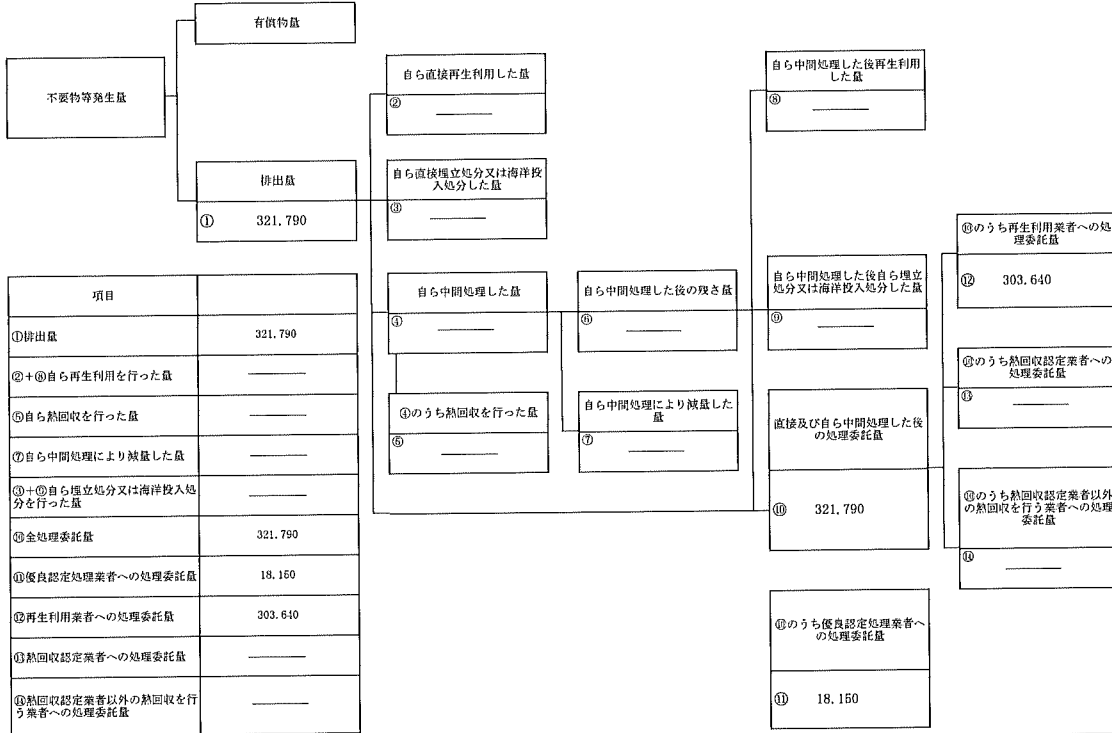 有償物量
不要物等発生量
排出量
① 321.790
自ら直接再生利用した量
②
自ら直接埋立処分又は海洋投
入処分した量
③
自ら中間処理した量
④
④のうち熱回収を行った量
⑤
自ら中間処理した後の残さ量
⑥
自ら中間処理により減量した
量
⑦
自ら中間処理した後再生利用
した量
⑧
自ら中間処理した後自ら埋立
処分又は海洋投入処分した量
⑨
直接及び自ら中間処理した後
の処理委託量
⑩ 321.790
⑩のうち優良認定処理業者へ
の処理委託量
⑪ 18.150
⑩のうち再生利用業者への処
理委託量
⑫ 303.640
⑩のうち熱回収認定業者への
処理委託量
⑬
⑩のうち熱回収認定業者以外
の熱回収を行う業者への処理
委託量
⑭
項目
①排出量 321.790
②+⑧自ら再生利用を行った量
⑤自ら熱回収を行った量
⑦自ら中間処理により減量した量
③+⑨自ら埋立処分又は海洋投入処
分を行った量
⑩全処理委託量 321.790
⑪優良認定処理業者への処理委託量 18.150
⑫再生利用業者への処理委託量 303.640
⑬熱回収認定業者への処理委託量
⑭熱回収認定業者以外の熱回収を行
う業者への処理委託量